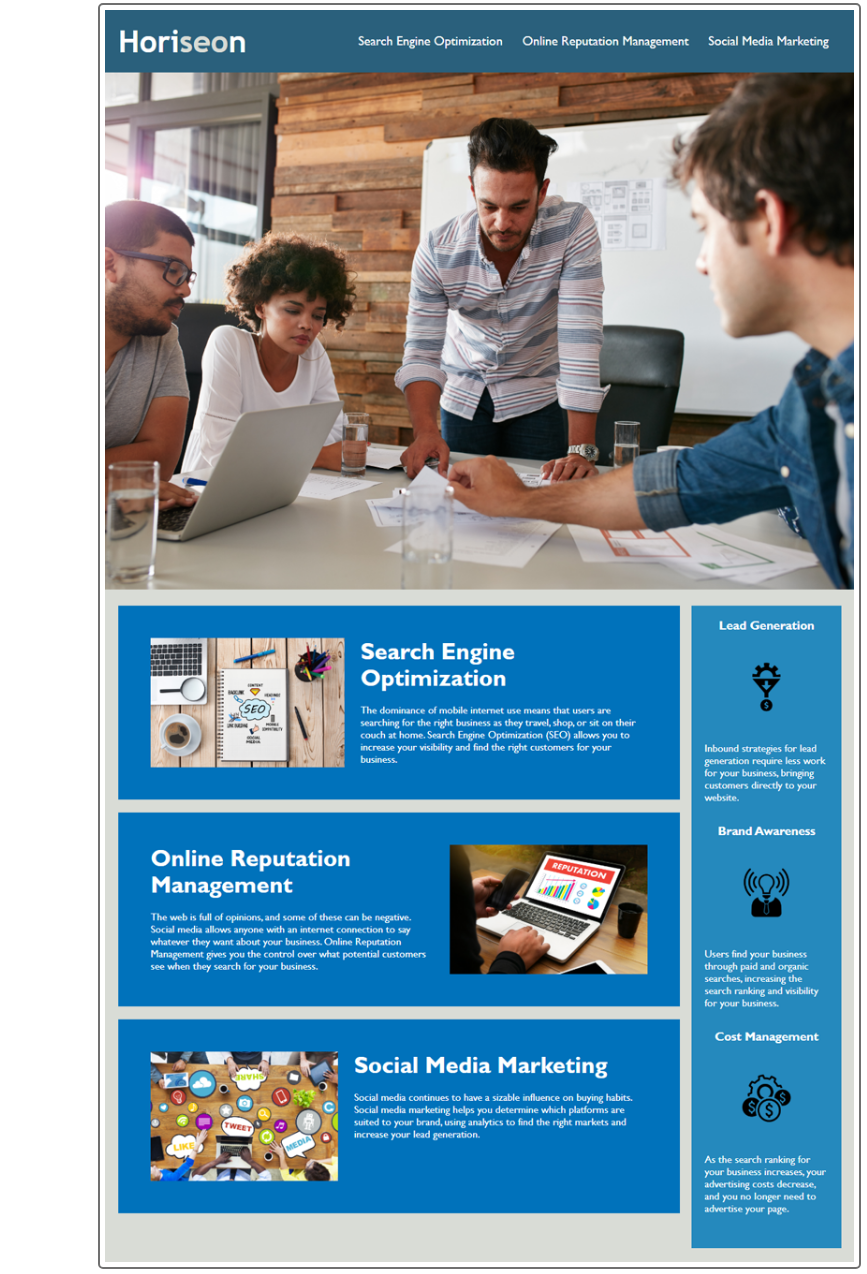 Horiseon
Search Engine Optimization Online Reputation Management Social Media Marketing
Search Engine
Optimization
The dominance of mobile internet use means that users are
searching for the right business as they travel, shop, or sit on their
couch at home. Search Engine Optimization (SEO) allows you to
increase your visibility and find the right customers for your
business.
CONTENT
SEO
Online Reputation
Management
The web is full of opinions, and some of these can be negative.
Social media allows anyone with an internet connection to say
whatever they want about your business. Online Reputation
Management gives you the control over what potential customers
see when they search for your business.
REPUTATION
Social Media Marketing
Social media continues to have a sizable influence on buying habits.
Social media marketing helps you determine which platforms are
suited to your brand, using analytics to find the right markets and
increase your lead generation.
SHARE
TWEET
LIKE
MEDIA
Lead Generation
Inbound strategies for lead
generation require less work
for your business, bringing
customers directly to your
website.
Brand Awareness
Users find your business
through paid and organic
searches, increasing the
search ranking and visibility
for your business.
Cost Management
As the search ranking for
your business increases, your
advertising costs decrease,
and you no longer need to
advertise your page.